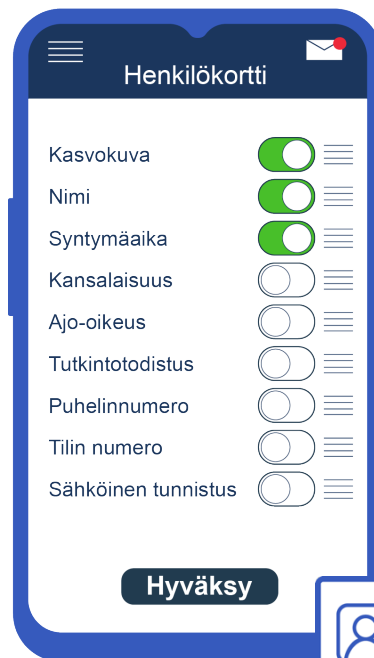 Henkilökortti
Kasvokuva
Nimi
Syntymäaika
Kansalaisuus
Ajo-oikeus
Tutkintotodistus
Puhelinnumero
Tilin numero
Sähköinen tunnistus
Hyväksy